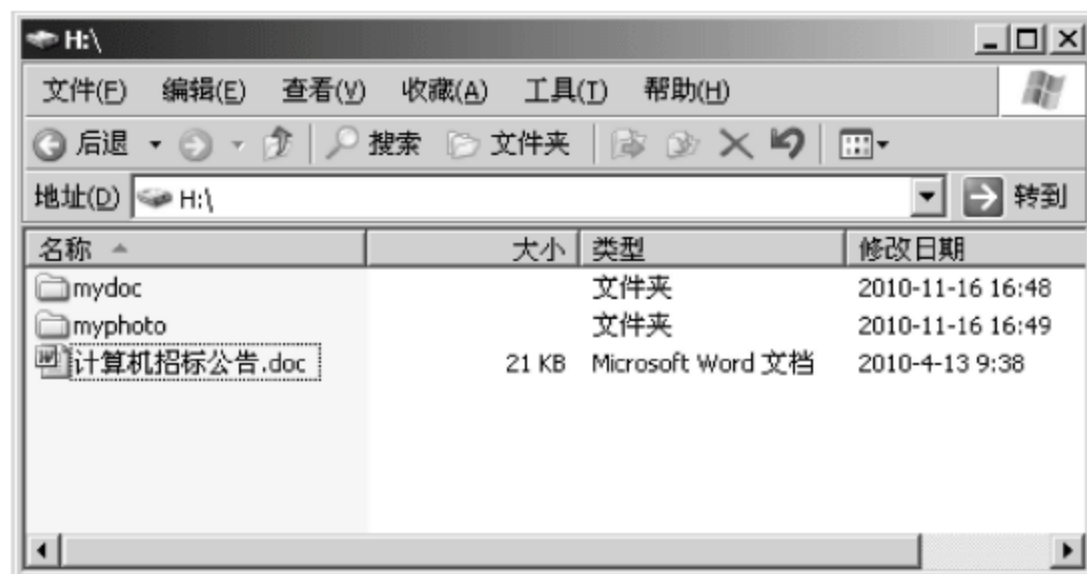 H:\
文件(F) 编辑(E) 查看(V) 收藏(A) 工具(T) 帮助(H)
后退 搜索 文件夹
地址(D) H:\ 转到
名称 大小 类型 修改日期
mydoc 文件夹 2010-11-16 16:48
myphoto 文件夹 2010-11-16 16:49
计算机招标公告.doc 21 KB Microsoft Word 文档 2010-4-13 9:38